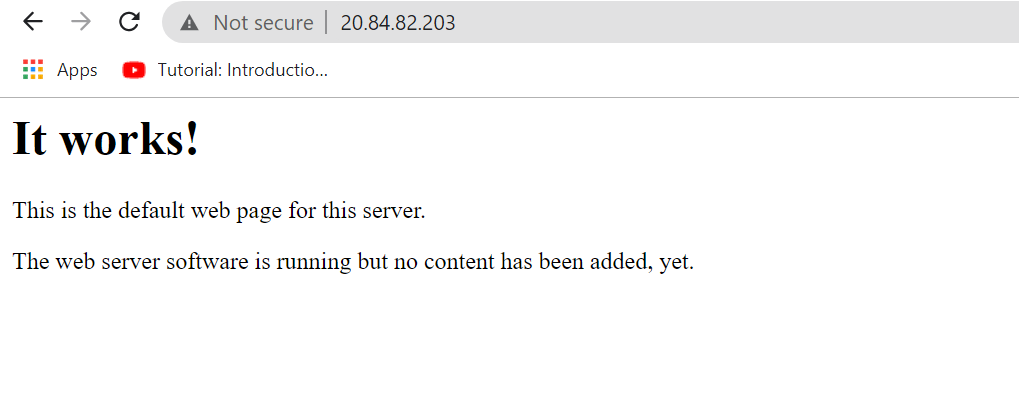 Not secure | 20.84.82.203
Apps Tutorial: Introductio...
It works!
This is the default web page for this server.
The web server software is running but no content has been added, yet.